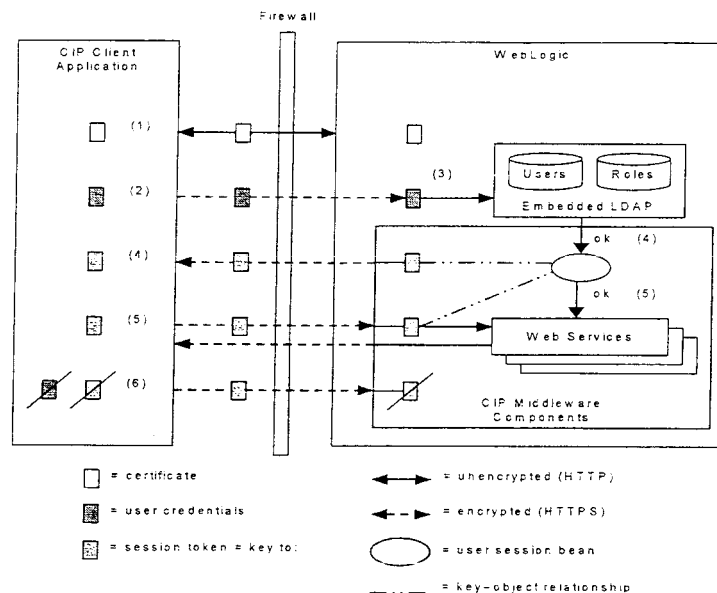 Firewall
CIP Client
Application
WebLogic
(1)
(2)
(3)
Users
Roles
Embedded LDAP
(4)
ok (4)
(5)
ok (5)
Web Services
(6)
CIP Middleware
Components
= certificate
= unencrypted (HTTP)
= user credentials
= encrypted (HTTPS)
= session token = key to:
= user session bean
= key-object relationship